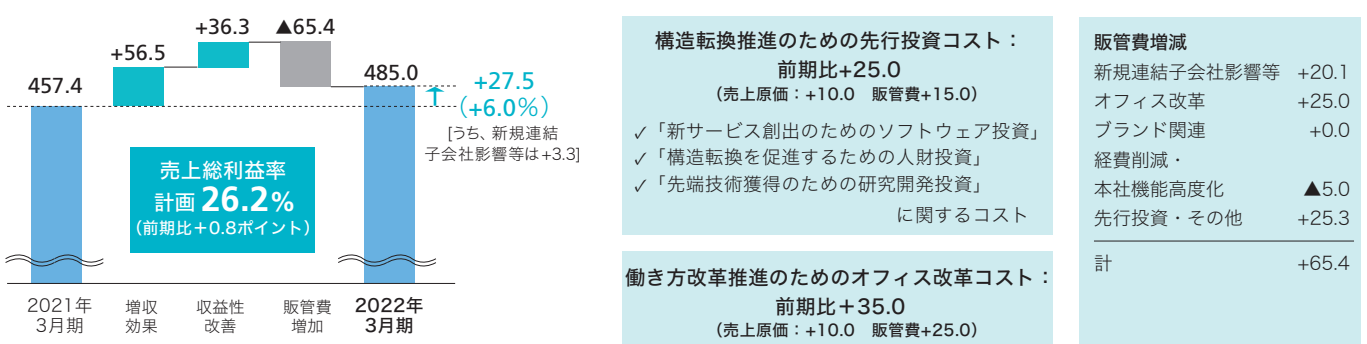 457.4
+56.5
+36.3
▲65.4
485.0
+27.5
(+6.0%)
[うち、新規連結
子会社影響等は+3.3]
売上総利益率
計画 26.2%
(前期比+0.8ポイント)
2021年
3月期
増収
効果
収益性
改善
販管費
増加
2022年
3月期
構造転換推進のための先行投資コスト：
前期比+25.0
(売上原価：+10.0 販管費+15.0)
✓「新サービス創出のためのソフトウェア投資」
✓「構造転換を促進するための人財投資」
✓「先端技術獲得のための研究開発投資」
に関するコスト
働き方改革推進のためのオフィス改革コスト：
前期比＋35.0
(売上原価：+10.0 販管費+25.0)
販管費増減
新規連結子会社影響等 +20.1
オフィス改革 +25.0
ブランド関連 +0.0
経費削減・
本社機能高度化 ▲5.0
先行投資・その他 +25.3
計 +65.4